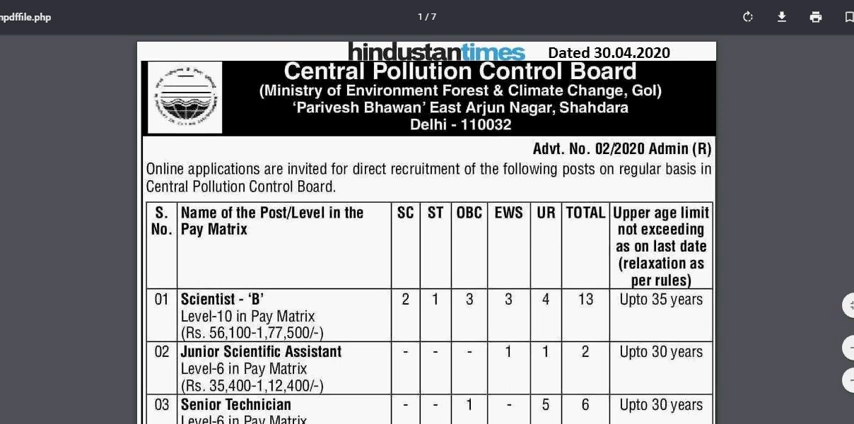 npdffile.php
1 / 7
hindustantimes Dated 30.04.2020
Central Pollution Control Board
(Ministry of Environment Forest & Climate Change, GoI)
‘Parivesh Bhawan’ East Arjun Nagar, Shahdara
Delhi - 110032
Advt. No. 02/2020 Admin (R)
Online applications are invited for direct recruitment of the following posts on regular basis in
Central Pollution Control Board.
S. No. Name of the Post/Level in the Pay Matrix SC ST OBC EWS UR TOTAL Upper age limit
not exceeding
as on last date
(relaxation as
per rules)
01 Scientist - ‘B’ 2 1 3 3 4 13 Upto 35 years
Level-10 in Pay Matrix
(Rs. 56,100-1,77,500/-)
02 Junior Scientific Assistant - - - 1 1 2 Upto 30 years
Level-6 in Pay Matrix
(Rs. 35,400-1,12,400/-)
03 Senior Technician - - 1 - 5 6 Upto 30 years
Level-6 in Pay Matrix